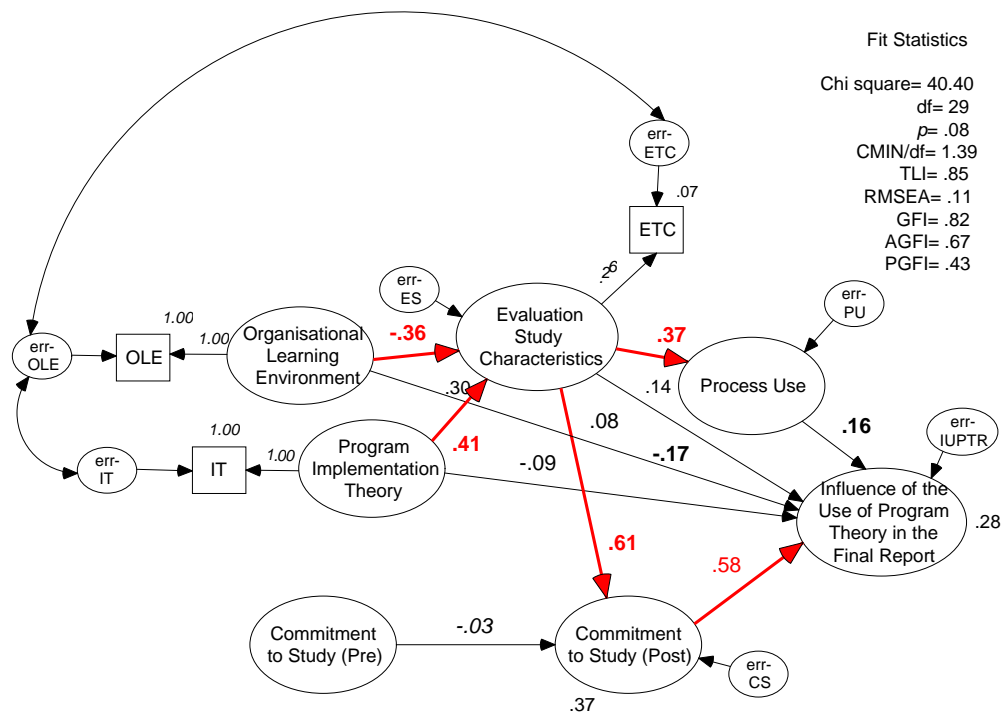 Fit Statistics
Chi square= 40.40
df= 29
p= .08
CMIN/df= 1.39
TLI= .85
RMSEA= .11
GFI= .82
AGFI= .67
PGFI= .43
err-
ETC
.07
ETC
.26
err-
ES
Evaluation
Study
Characteristics
err-
PU
1.00
1.00
-.36
.37
err-
OLE
OLE
Organisational
Learning
Environment
.30
.14
Process Use
.08
.16
err-
IUPTR
1.00
1.00
.41
-.17
-.09
err-
IT
IT
Program
Implementation
Theory
Influence of the
Use of Program
Theory in the
Final Report
.28
.61
.58
-.03
Commitment
to Study (Pre)
Commitment
to Study (Post)
err-
CS
.37